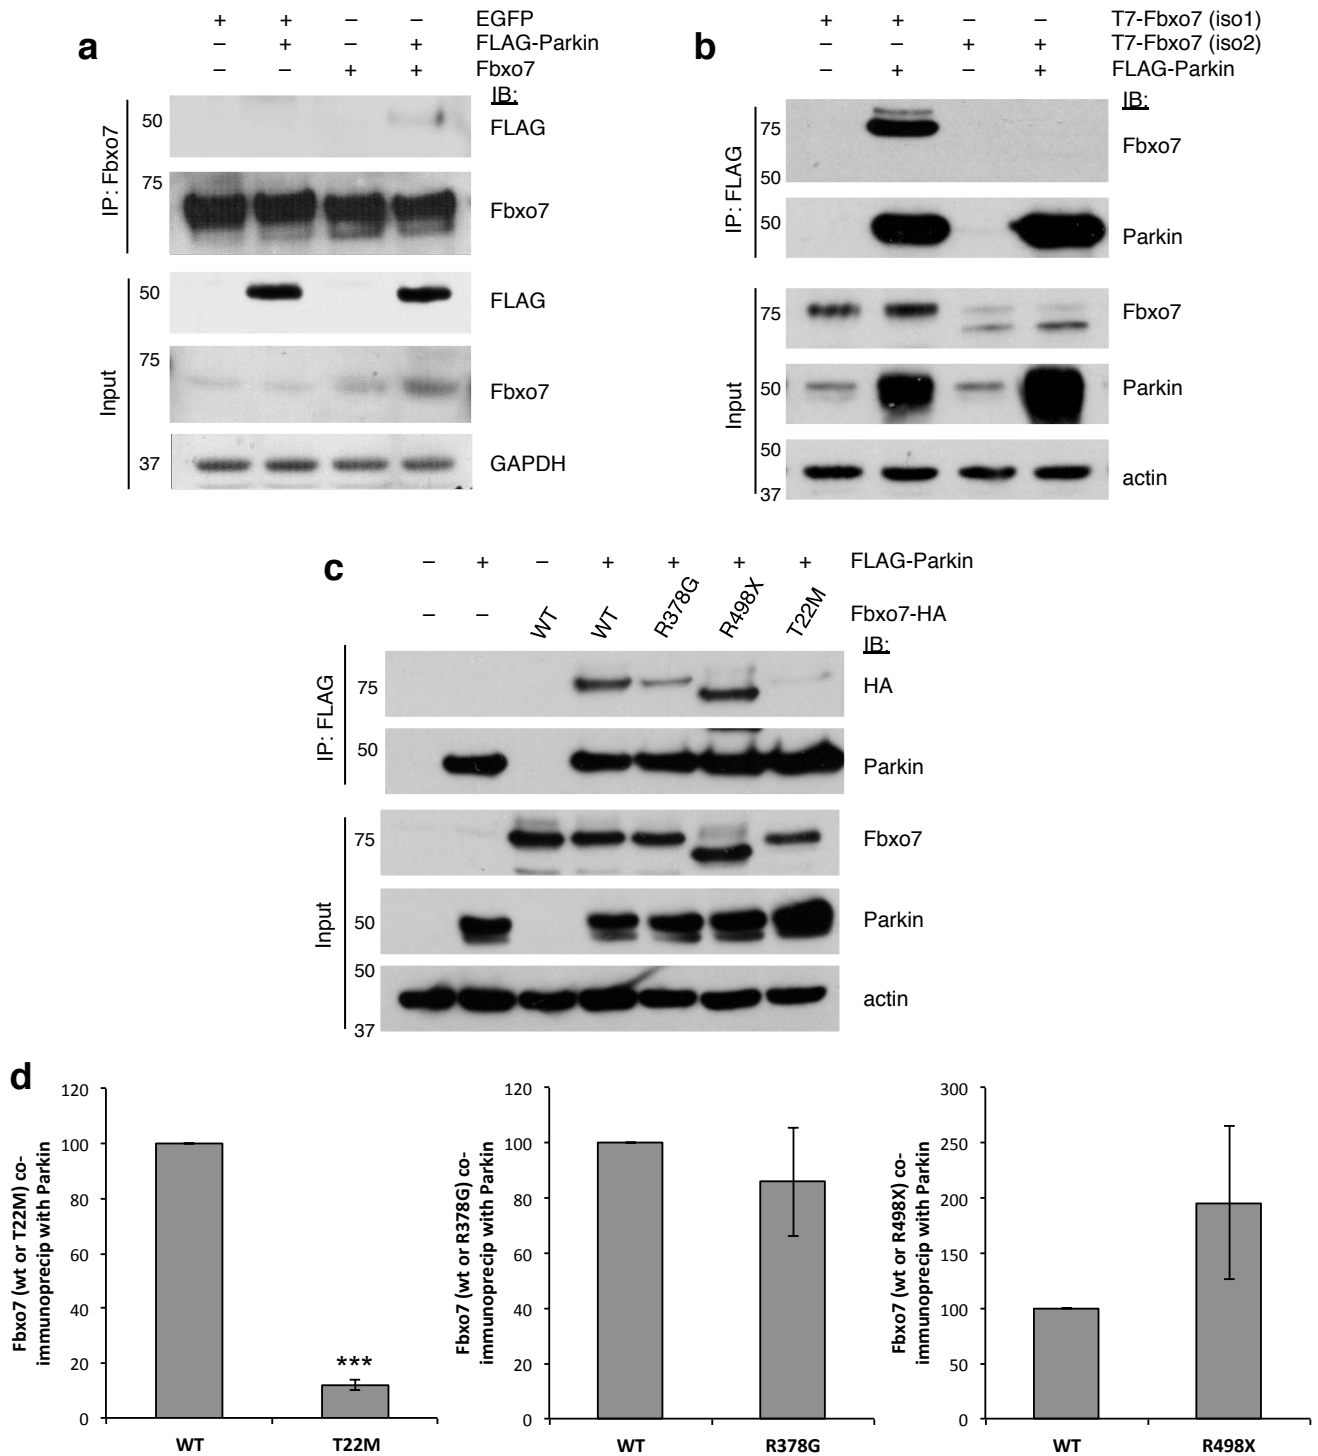 a
+ + – – EGFP
– + – + FLAG-Parkin
– – + + Fbxo7
IB:
IP: Fbxo7
50 FLAG
75 Fbxo7
Input
50 FLAG
75 Fbxo7
37 GAPDH
b
+ + – – T7-Fbxo7 (iso1)
– – + + T7-Fbxo7 (iso2)
– + – + FLAG-Parkin
IB:
IP: FLAG
75 Fbxo7
50
50 Parkin
Input
75 Fbxo7
50 Parkin
50
actin
37
c
– + – + + + + FLAG-Parkin
– – WT WT R378G R498X T22M Fbxo7-HA
IB:
IP: FLAG
75 HA
50 Parkin
Input
75 Fbxo7
50 Parkin
50
actin
37
d
Fbxo7 (wt or T22M) co-
immunoprecip with Parkin
120
100
80
60
40
20
0
***
WT T22M
Fbxo7 (wt or R378G) co-
immunoprecip with Parkin
120
100
80
60
40
20
0
WT R378G
Fbxo7 (wt or R498X) co-
immunoprecip with Parkin
300
250
200
150
100
50
0
WT R498X